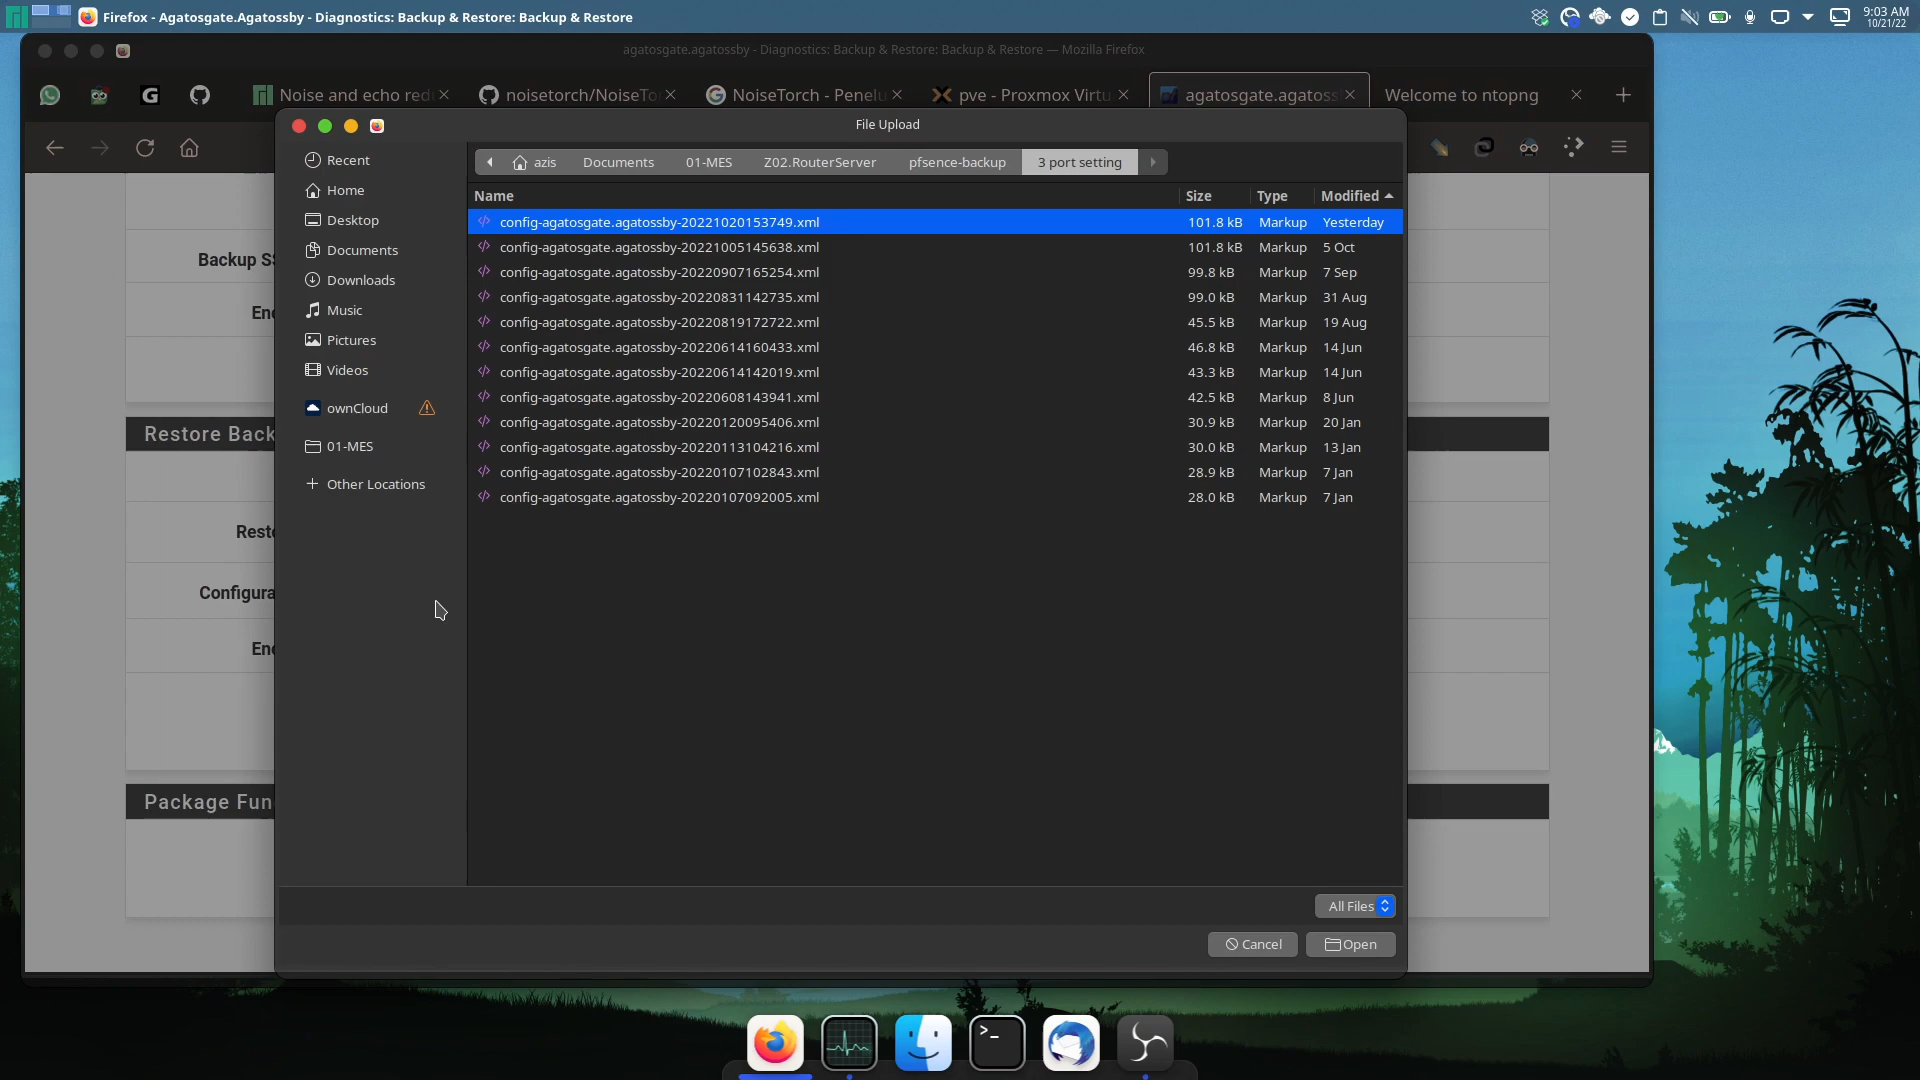 Firefox - Agatosgate.Agatossby - Diagnostics: Backup & Restore: Backup & Restore
9:03 AM
10/21/22
agatosgate.agatossby - Diagnostics: Backup & Restore: Backup & Restore — Mozilla Firefox
Noise and echo red
noisetorch/NoiseTo
NoiseTorch - Penelu
pve - Proxmox Virtu
agatosgate.agatoss
Welcome to ntopng
File Upload
Recent
Home
Desktop
Documents
Downloads
Music
Pictures
Videos
ownCloud
01-MES
Other Locations
azis Documents 01-MES Z02.RouterServer pfsence-backup 3 port setting
Name Size Type Modified
config-agatosgate.agatossby-20221020153749.xml 101.8 kB Markup Yesterday
config-agatosgate.agatossby-20221005145638.xml 101.8 kB Markup 5 Oct
config-agatosgate.agatossby-20220907165254.xml 99.8 kB Markup 7 Sep
config-agatosgate.agatossby-20220831142735.xml 99.0 kB Markup 31 Aug
config-agatosgate.agatossby-20220819172722.xml 45.5 kB Markup 19 Aug
config-agatosgate.agatossby-20220614160433.xml 46.8 kB Markup 14 Jun
config-agatosgate.agatossby-20220614142019.xml 43.3 kB Markup 14 Jun
config-agatosgate.agatossby-20220608143941.xml 42.5 kB Markup 8 Jun
config-agatosgate.agatossby-20220120095406.xml 30.9 kB Markup 20 Jan
config-agatosgate.agatossby-20220113104216.xml 30.0 kB Markup 13 Jan
config-agatosgate.agatossby-20220107102843.xml 28.9 kB Markup 7 Jan
config-agatosgate.agatossby-20220107092005.xml 28.0 kB Markup 7 Jan
All Files
Cancel
Open
Backup SS
Enc
Restore Back
Resto
Configura
Enc
Package Fun